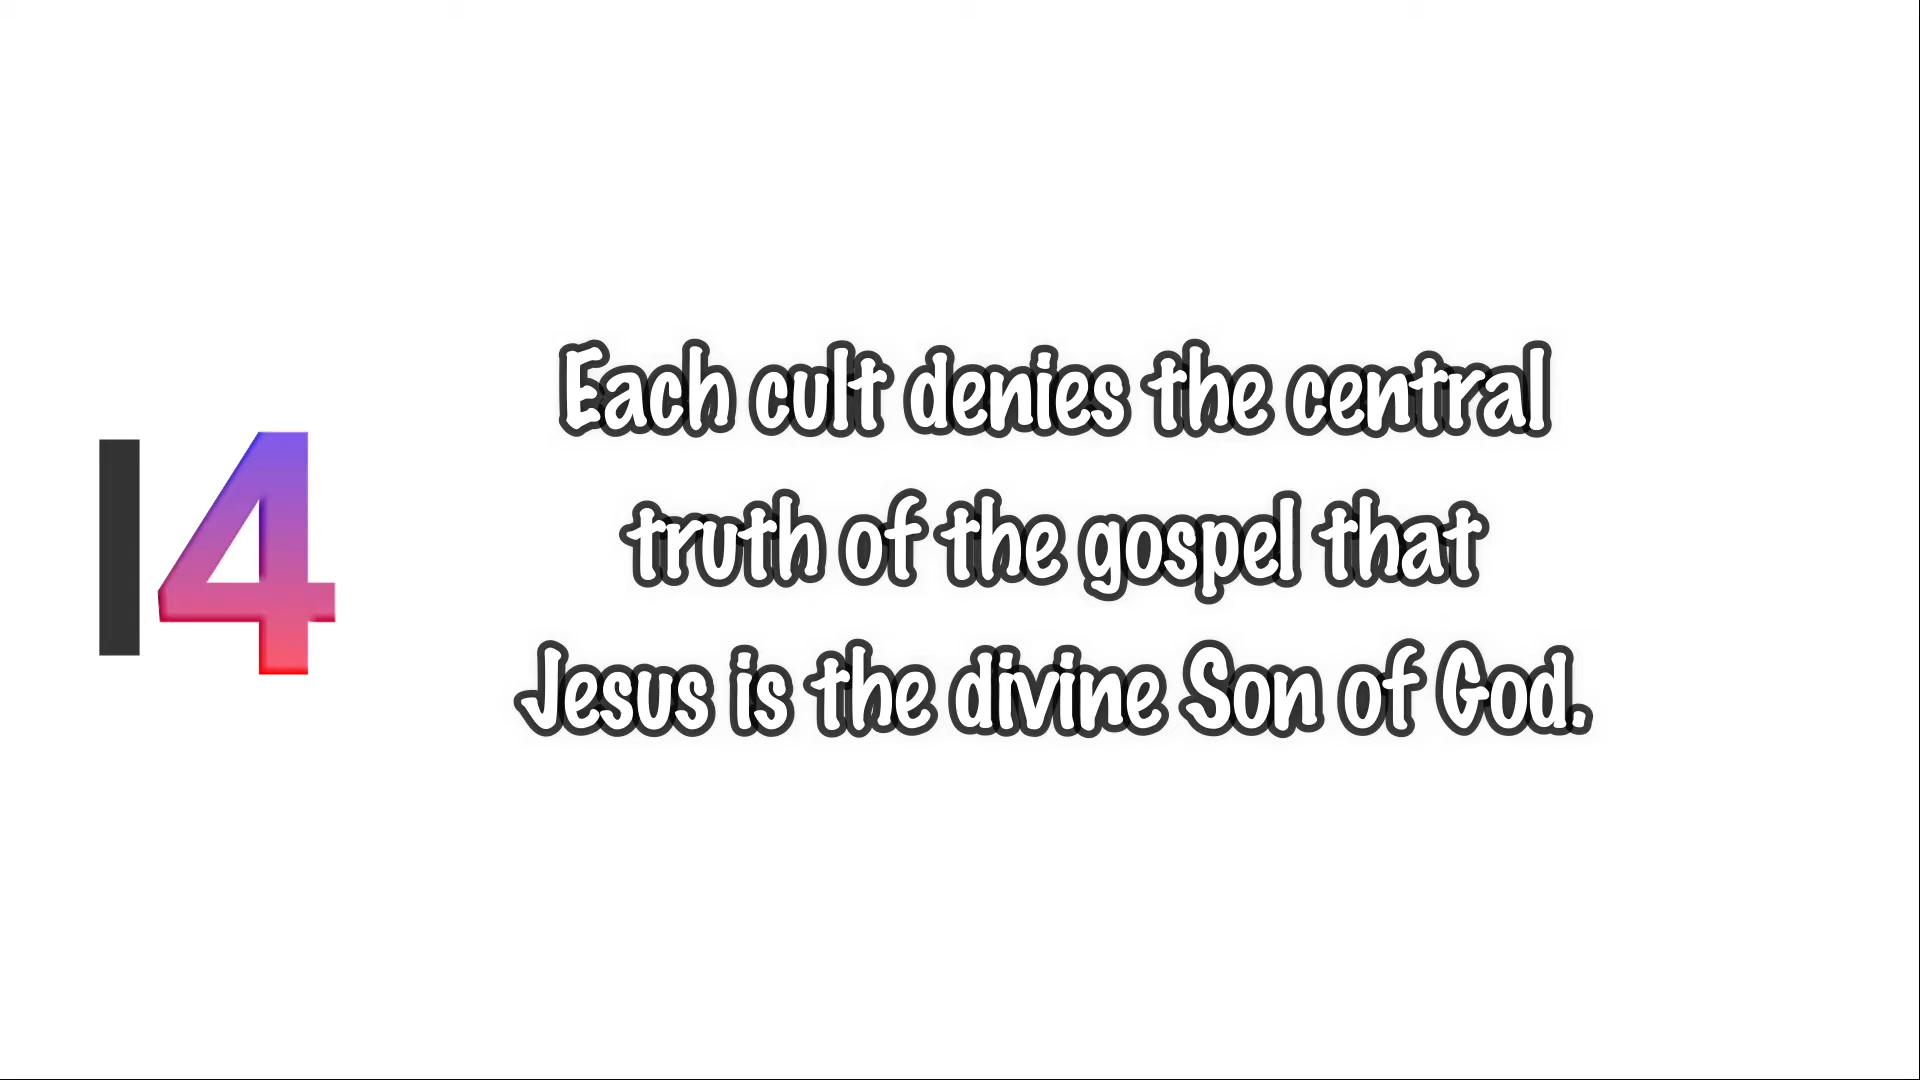 14
Each cult denies the central
truth of the gospel that
Jesus is the divine Son of God.